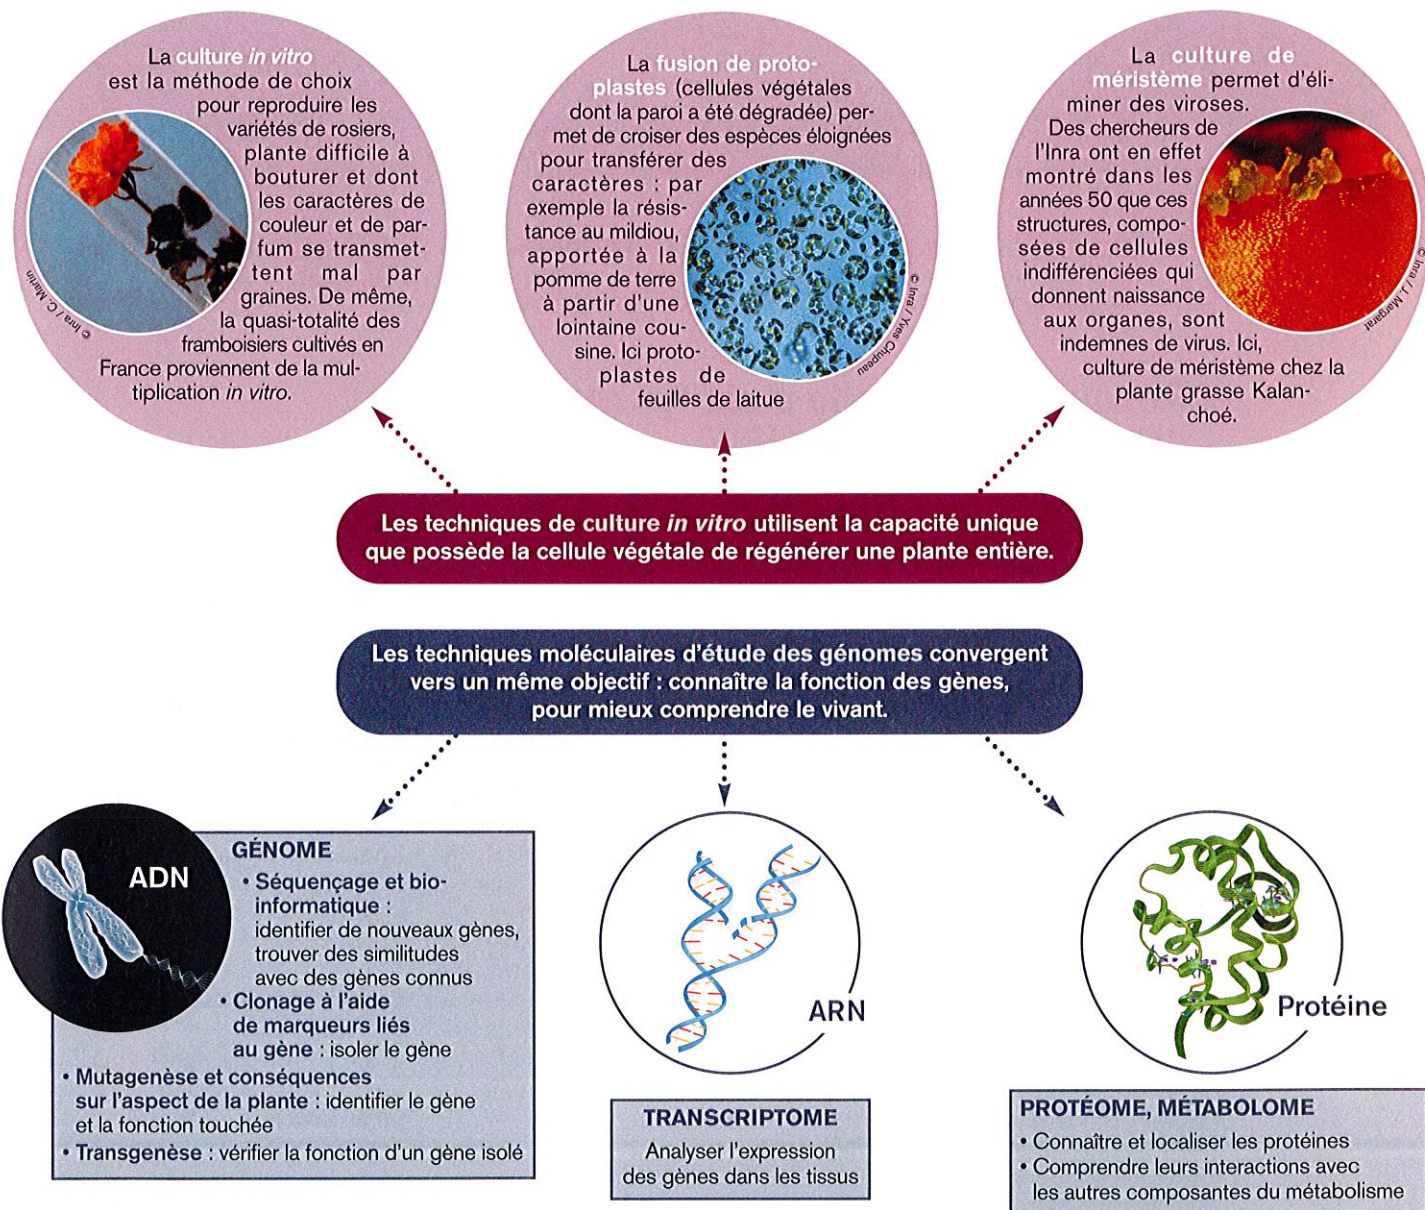 La culture in vitro
est la méthode de choix
pour reproduire les
variétés de rosiers,
plante difficile à
bouturer et dont
les caractères de
couleur et de par-
fum se transmet-
tent mal par
graines. De même,
la quasi-totalité des
framboisiers cultivés en
France proviennent de la mul-
tiplication in vitro.
© Inra / C. Martin
La fusion de proto-
plastes (cellules végétales
dont la paroi a été dégradée) per-
met de croiser des espèces éloignées
pour transférer des
caractères : par
exemple la résis-
tance au mildiou,
apportée à la
pomme de terre
à partir d'une
lointaine cou-
sine. Ici proto-
plastes de
feuilles de laitue
© Inra / Yves Chupeau
La culture de
méristème permet d'éli-
miner des viroses.
Des chercheurs de
l'Inra ont en effet
montré dans les
années 50 que ces
structures, compo-
sées de cellules
indifférenciées qui
donnent naissance
aux organes, sont
indemnes de virus. Ici,
culture de méristème chez la
plante grasse Kalan-
choé.
© Inra / J. Margarat
Les techniques de culture in vitro utilisent la capacité unique
que possède la cellule végétale de régénérer une plante entière.
Les techniques moléculaires d'étude des génomes convergent
vers un même objectif : connaître la fonction des gènes,
pour mieux comprendre le vivant.
ADN
GÉNOME
• Séquençage et bio-
informatique :
identifier de nouveaux gènes,
trouver des similitudes
avec des gènes connus
• Clonage à l'aide
de marqueurs liés
au gène : isoler le gène
• Mutagenèse et conséquences
sur l'aspect de la plante : identifier le gène
et la fonction touchée
• Transgenèse : vérifier la fonction d'un gène isolé
ARN
TRANSCRIPTOME
Analyser l'expression
des gènes dans les tissus
Protéine
PROTÉOME, MÉTABOLOME
• Connaître et localiser les protéines
• Comprendre leurs interactions avec
les autres composantes du métabolisme